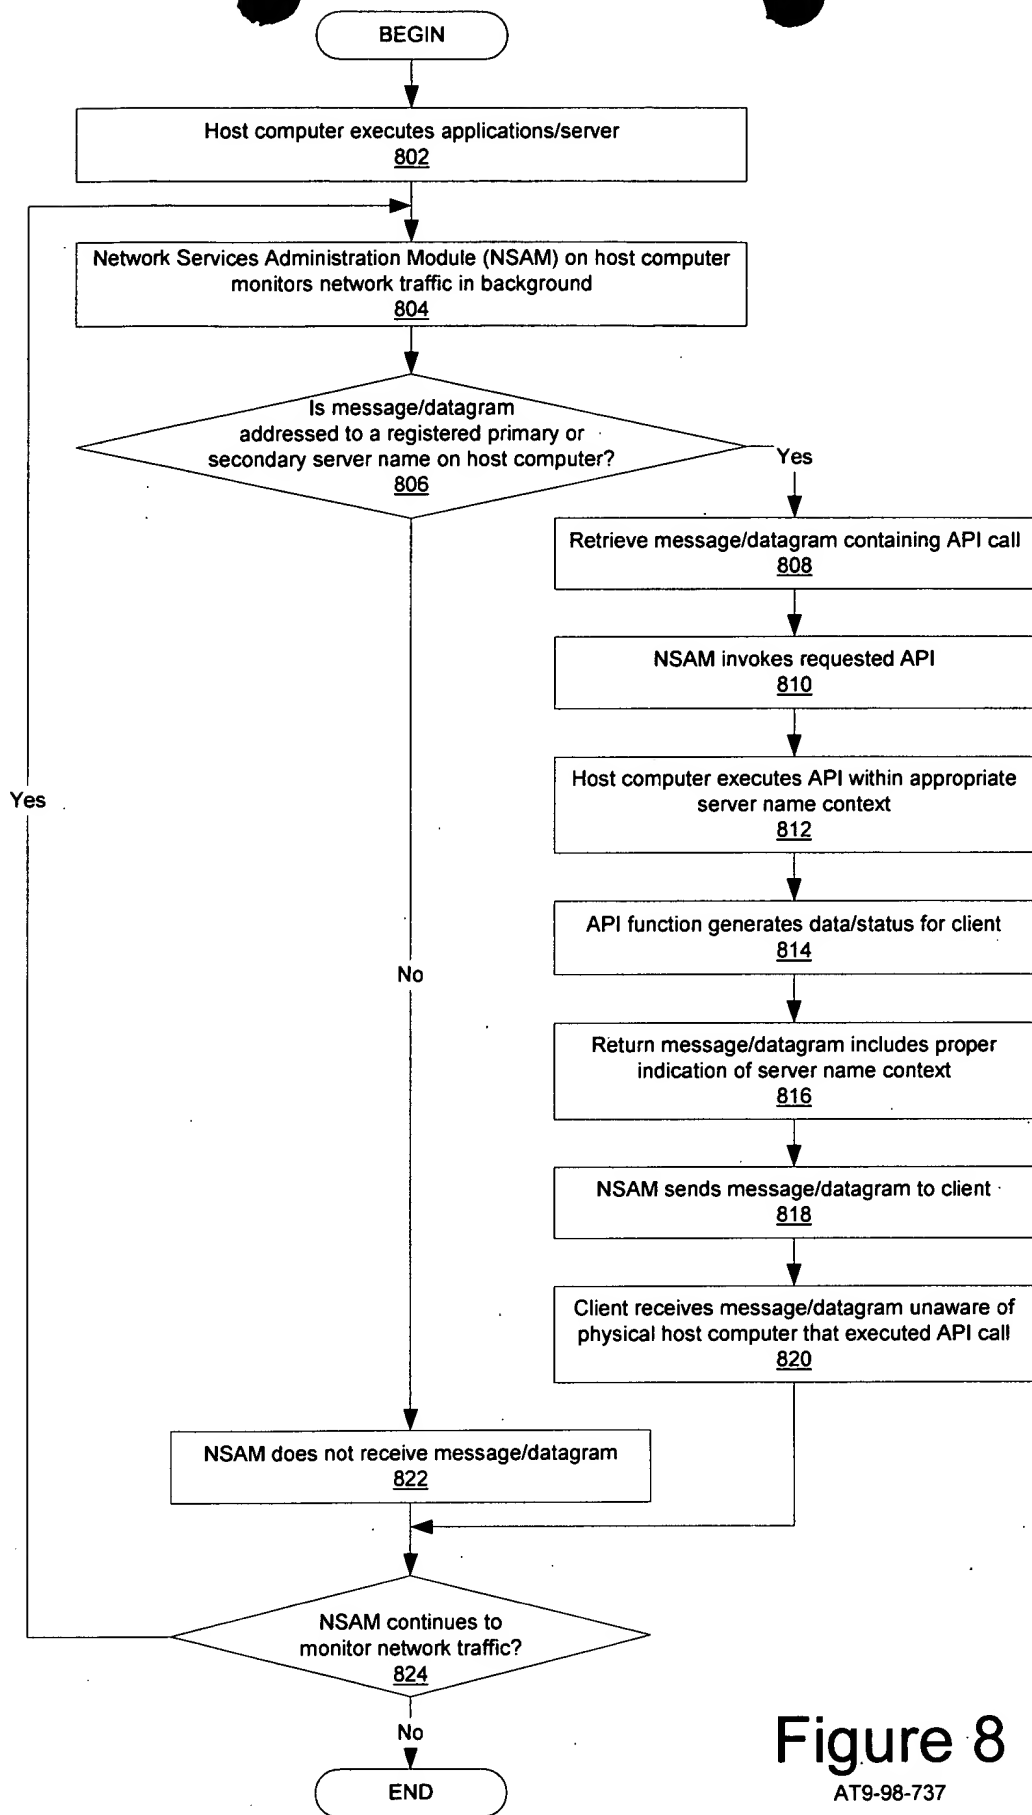 BEGIN
Host computer executes applications/server
802
Network Services Administration Module (NSAM) on host computer
monitors network traffic in background
804
Is message/datagram
addressed to a registered primary or
secondary server name on host computer?
806
Yes
Retrieve message/datagram containing API call
808
NSAM invokes requested API
810
Host computer executes API within appropriate
server name context
812
API function generates data/status for client
814
Return message/datagram includes proper
indication of server name context
816
NSAM sends message/datagram to client
818
Client receives message/datagram unaware of
physical host computer that executed API call
820
No
NSAM does not receive message/datagram
822
NSAM continues to
monitor network traffic?
824
Yes
No
END
Figure 8
AT9-98-737